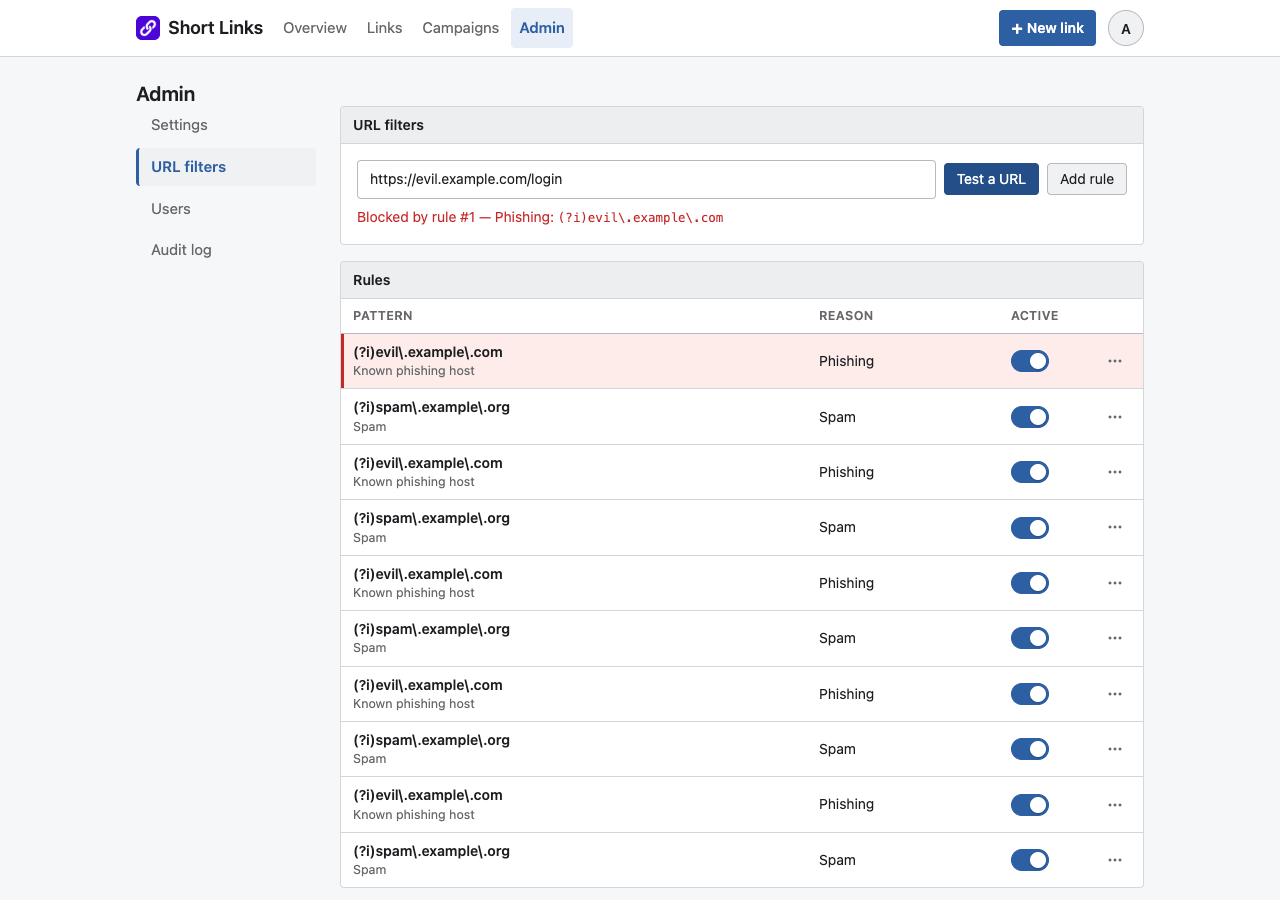 Short Links
Overview
Links
Campaigns
Admin
+ New link
A
Admin
Settings
URL filters
Users
Audit log
URL filters
https://evil.example.com/login
Test a URL
Add rule
Blocked by rule #1 — Phishing: (?i)evil\.example\.com
Rules
PATTERN REASON ACTIVE
(?i)evil\.example\.com
Known phishing host
Phishing
(?i)spam\.example\.org
Spam
Spam
(?i)evil\.example\.com
Known phishing host
Phishing
(?i)spam\.example\.org
Spam
Spam
(?i)evil\.example\.com
Known phishing host
Phishing
(?i)spam\.example\.org
Spam
Spam
(?i)evil\.example\.com
Known phishing host
Phishing
(?i)spam\.example\.org
Spam
Spam
(?i)evil\.example\.com
Known phishing host
Phishing
(?i)spam\.example\.org
Spam
Spam